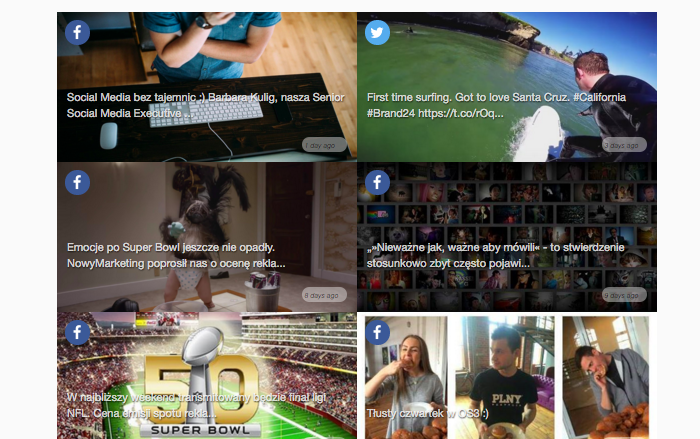 Social Media bez tajemnic :) Barbara Kulig, nasza Senior
Social Media Executive ...
1 day ago
First time surfing. Got to love Santa Cruz. #California
#Brand24 https://t.co/rOq...
3 days ago
Emocje po Super Bowl jeszcze nie opadły.
NowyMarketing poprosił nas o ocenę rekla...
8 days ago
„»Nieważne jak, ważne aby mówili« - to stwierdzenie
stosunkowo zbyt często pojawi...
9 days ago
50
W najbliższy weekend transmitowany będzie finał ligi
NFL. Cena emisji spotu rekla...
SUPER BOWL
PLNY
Tłusty czwartek w OS3 :)